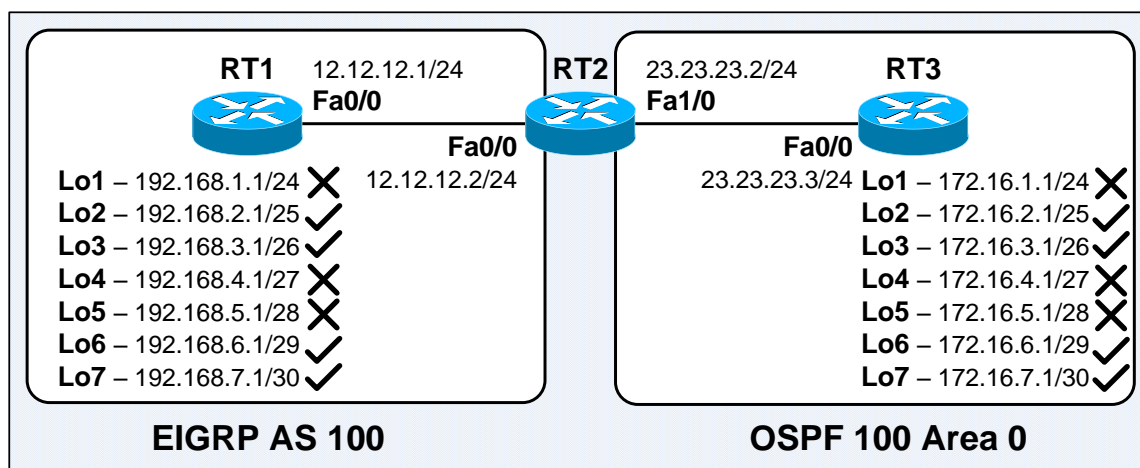 RT1
12.12.12.1/24
Fa0/0
RT2
23.23.23.2/24
Fa1/0
RT3
Fa0/0
12.12.12.2/24
Fa0/0
23.23.23.3/24
Lo1 – 192.168.1.1/24
Lo2 – 192.168.2.1/25
Lo3 – 192.168.3.1/26
Lo4 – 192.168.4.1/27
Lo5 – 192.168.5.1/28
Lo6 – 192.168.6.1/29
Lo7 – 192.168.7.1/30
Lo1 – 172.16.1.1/24
Lo2 – 172.16.2.1/25
Lo3 – 172.16.3.1/26
Lo4 – 172.16.4.1/27
Lo5 – 172.16.5.1/28
Lo6 – 172.16.6.1/29
Lo7 – 172.16.7.1/30
EIGRP AS 100
OSPF 100 Area 0